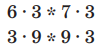 6 · 3 * 7 · 3
3 · 9 * 9 · 3